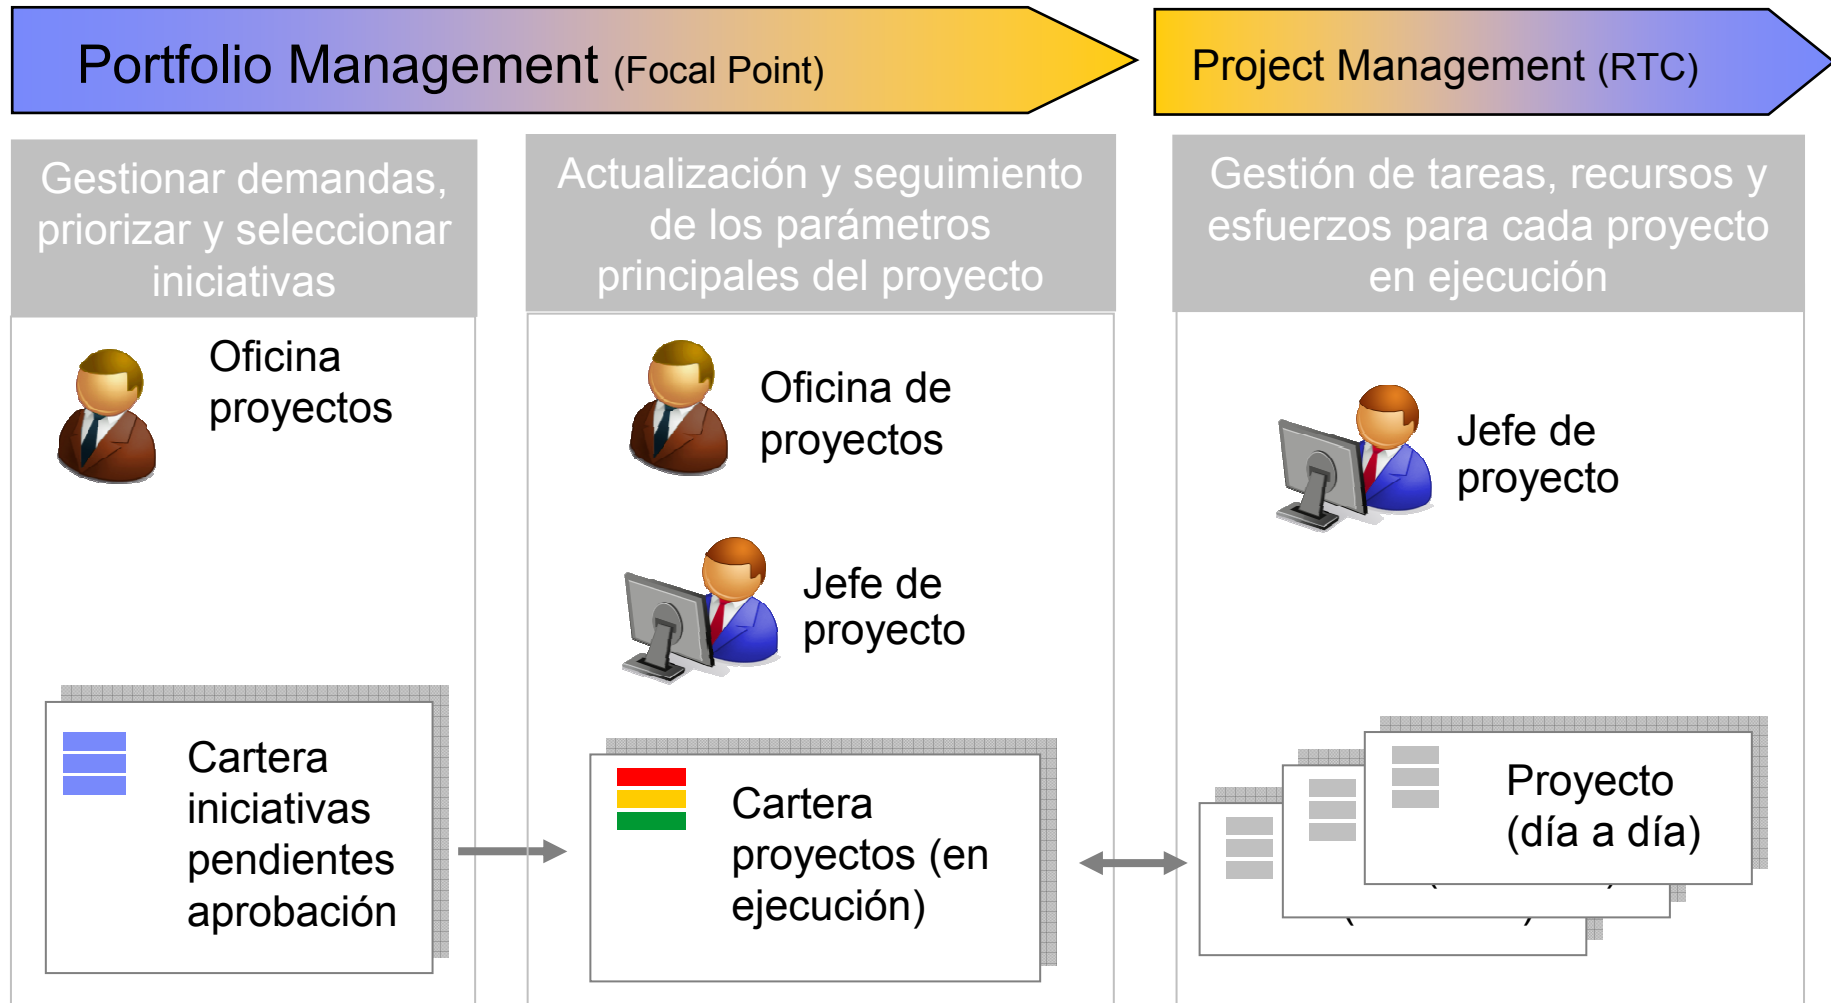 Portfolio Management (Focal Point)
Project Management (RTC)
Gestionar demandas,
priorizar y seleccionar
iniciativas
Actualización y seguimiento
de los parámetros
principales del proyecto
Gestión de tareas, recursos y
esfuerzos para cada proyecto
en ejecución
Oficina
proyectos
Oficina de
proyectos
Jefe de
proyecto
Jefe de
proyecto
Cartera
iniciativas
pendientes
aprobación
Cartera
proyectos (en
ejecución)
Proyecto
(día a día)